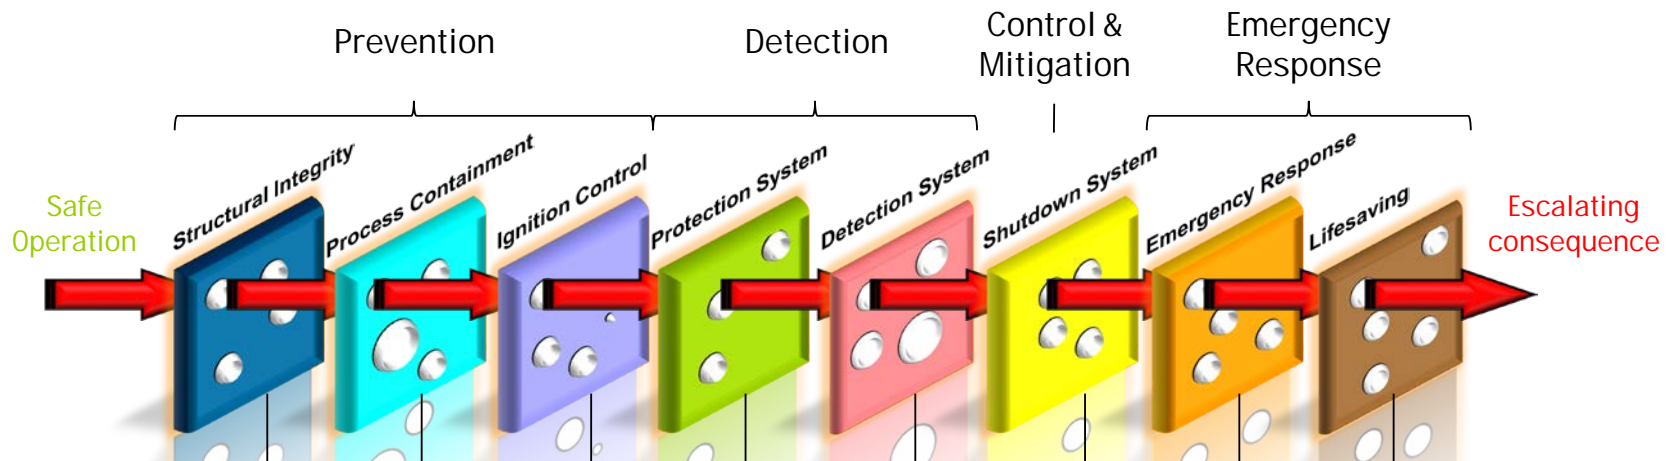 Prevention
Detection
Control &
Mitigation
Emergency
Response
Safe
Operation
Structural Integrity
Process Containment
Ignition Control
Protection System
Detection System
Shutdown System
Emergency Response
Lifesaving
Escalating
consequence